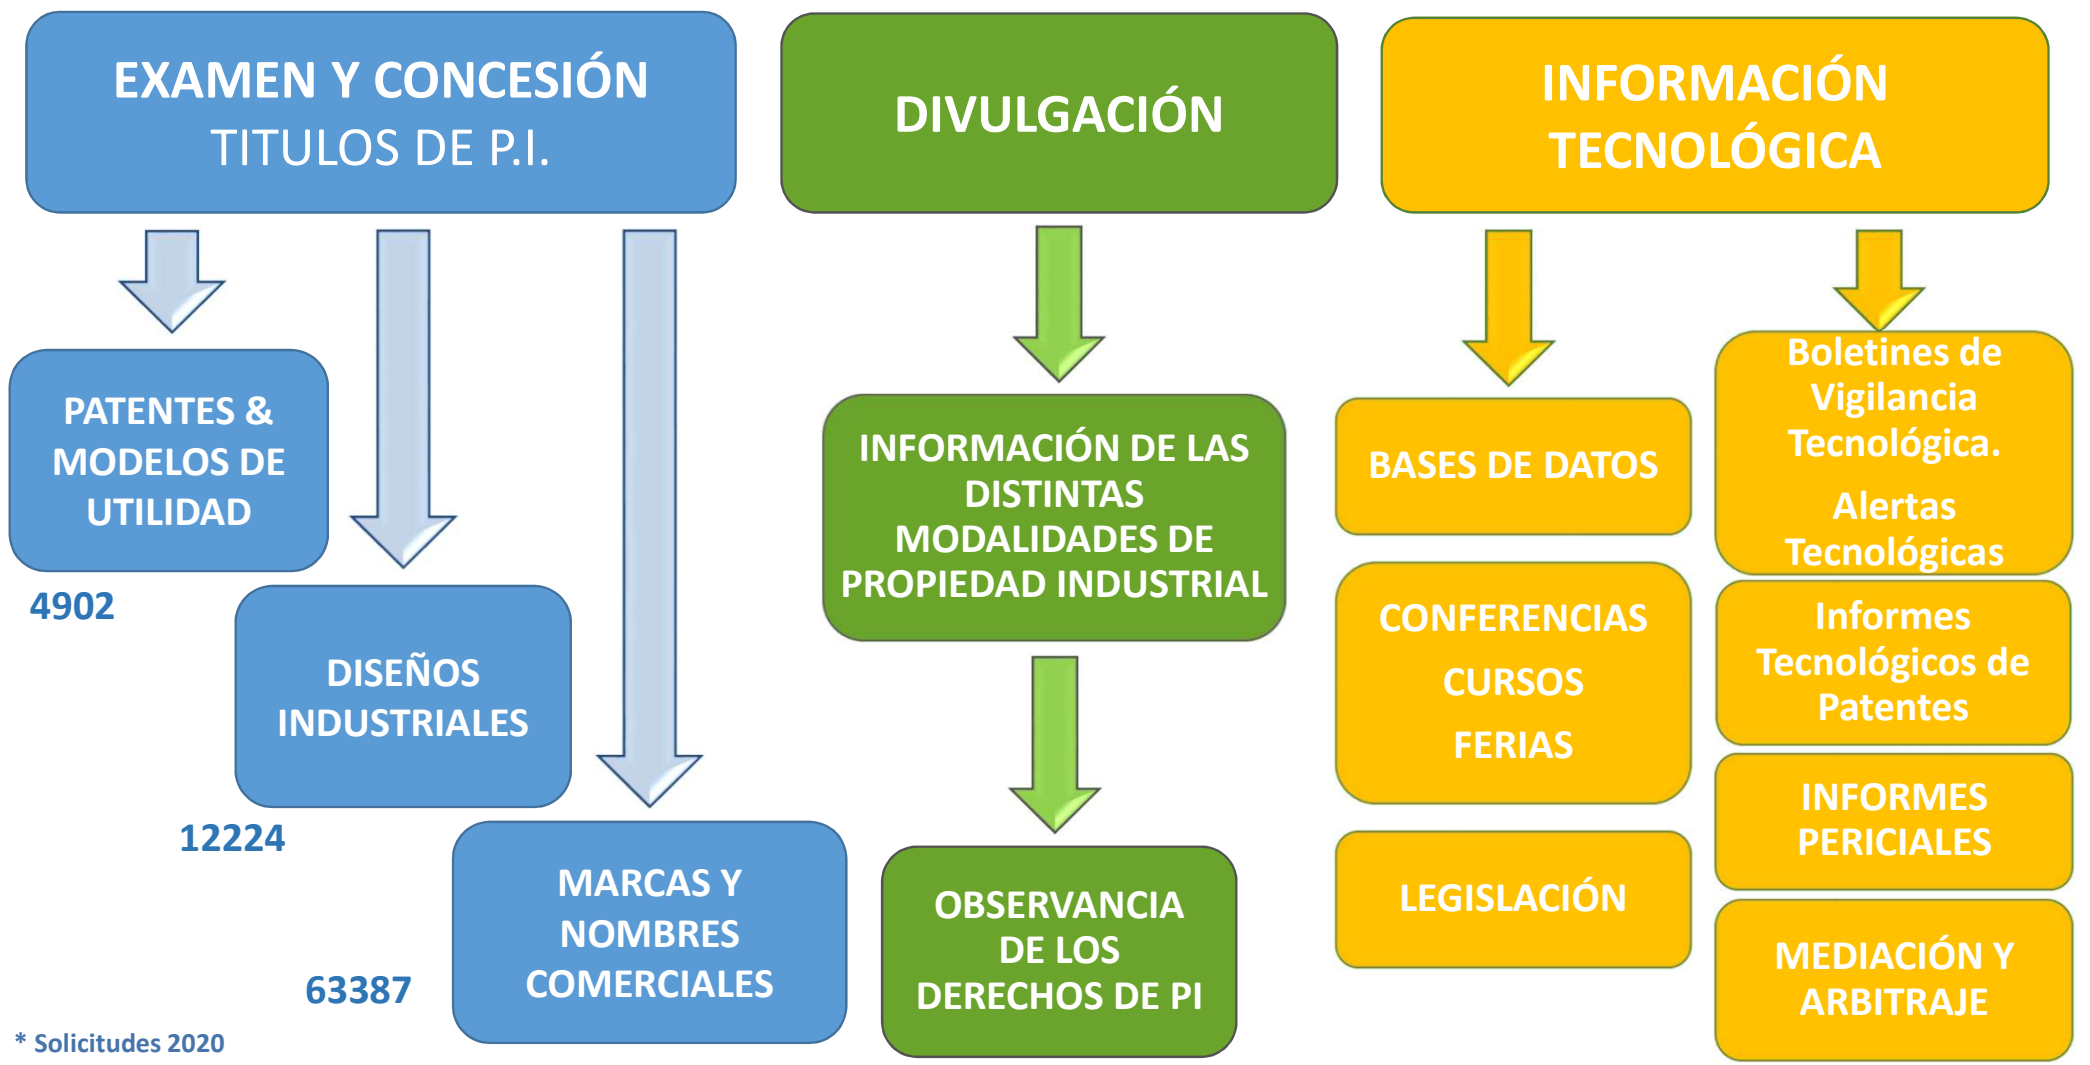 EXAMEN Y CONCESIÓN
TITULOS DE P.I.
PATENTES &
MODELOS DE
UTILIDAD
4902
DISEÑOS
INDUSTRIALES
12224
MARCAS Y
NOMBRES
COMERCIALES
63387
* Solicitudes 2020
DIVULGACIÓN
INFORMACIÓN DE LAS
DISTINTAS
MODALIDADES DE
PROPIEDAD INDUSTRIAL
OBSERVANCIA
DE LOS
DERECHOS DE PI
INFORMACIÓN
TECNOLÓGICA
BASES DE DATOS
CONFERENCIAS
CURSOS
FERIAS
LEGISLACIÓN
Boletines de
Vigilancia
Tecnológica.
Alertas
Tecnológicas
Informes
Tecnológicos de
Patentes
INFORMES
PERICIALES
MEDIACIÓN Y
ARBITRAJE